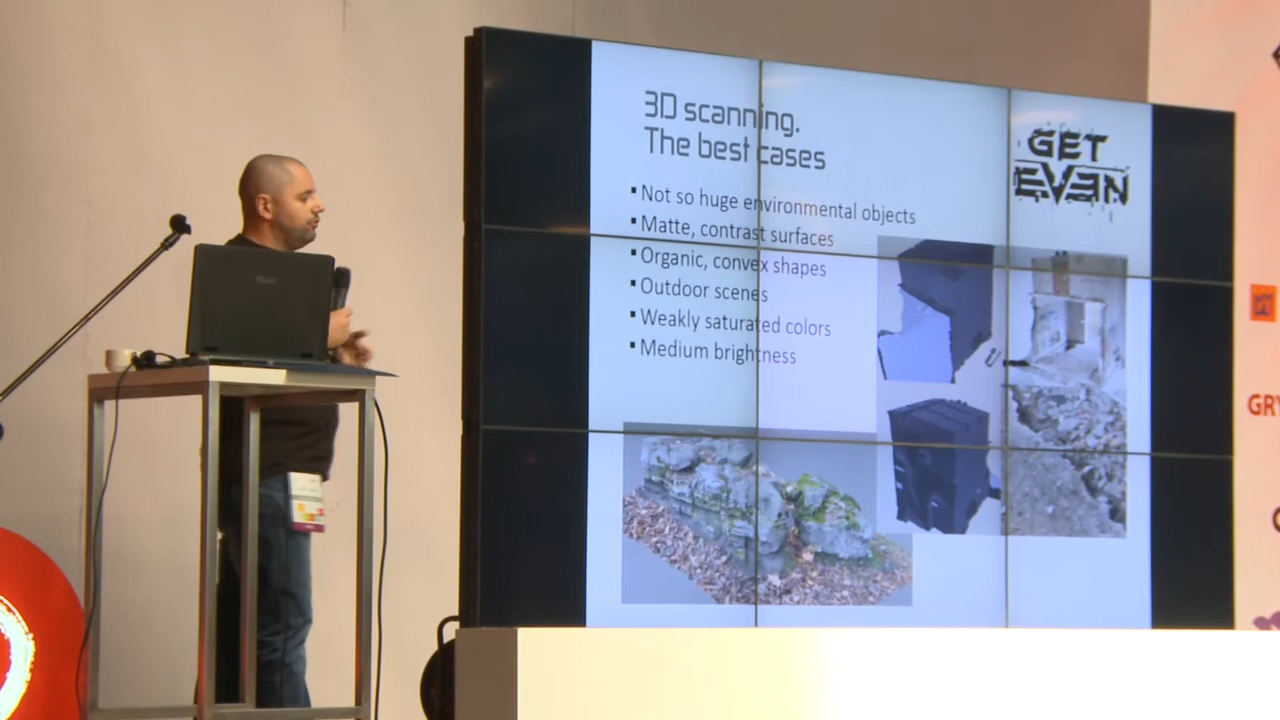 3D scanning.
The best cases
GET
EVEN
▪ Not so huge environmental objects
▪ Matte, contrast surfaces
▪ Organic, convex shapes
▪ Outdoor scenes
▪ Weakly saturated colors
▪ Medium brightness
GRY